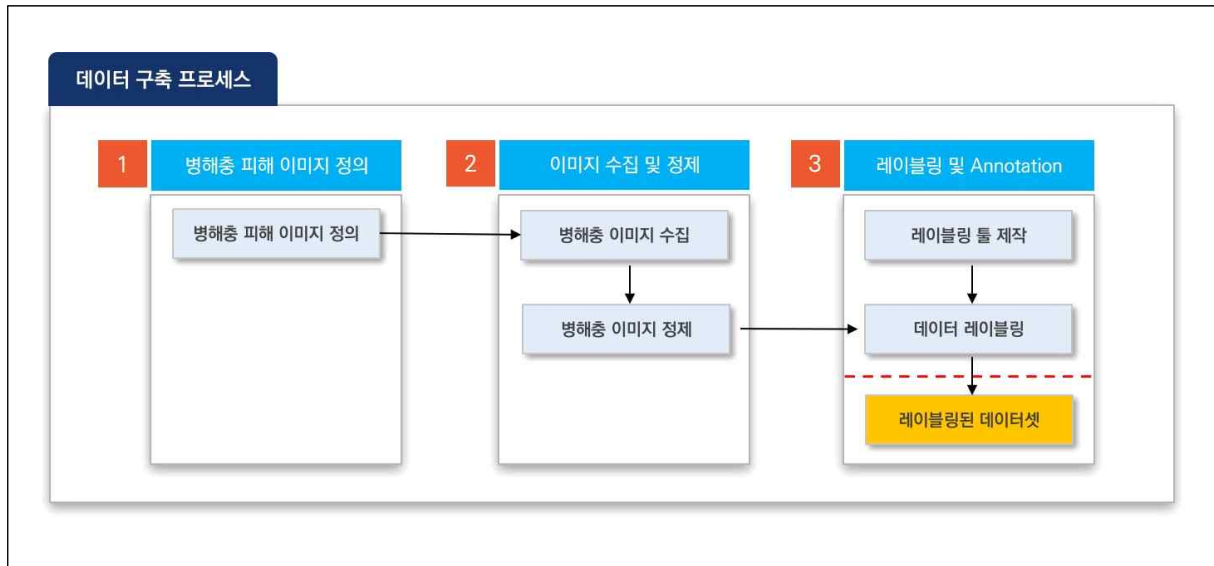 데이터 구축 프로세스
1
병해충 피해 이미지 정의
병해충 피해 이미지 정의
2
이미지 수집 및 정제
병해충 이미지 수집
병해충 이미지 정제
3
레이블링 및 Annotation
레이블링 툴 제작
데이터 레이블링
레이블링된 데이터셋